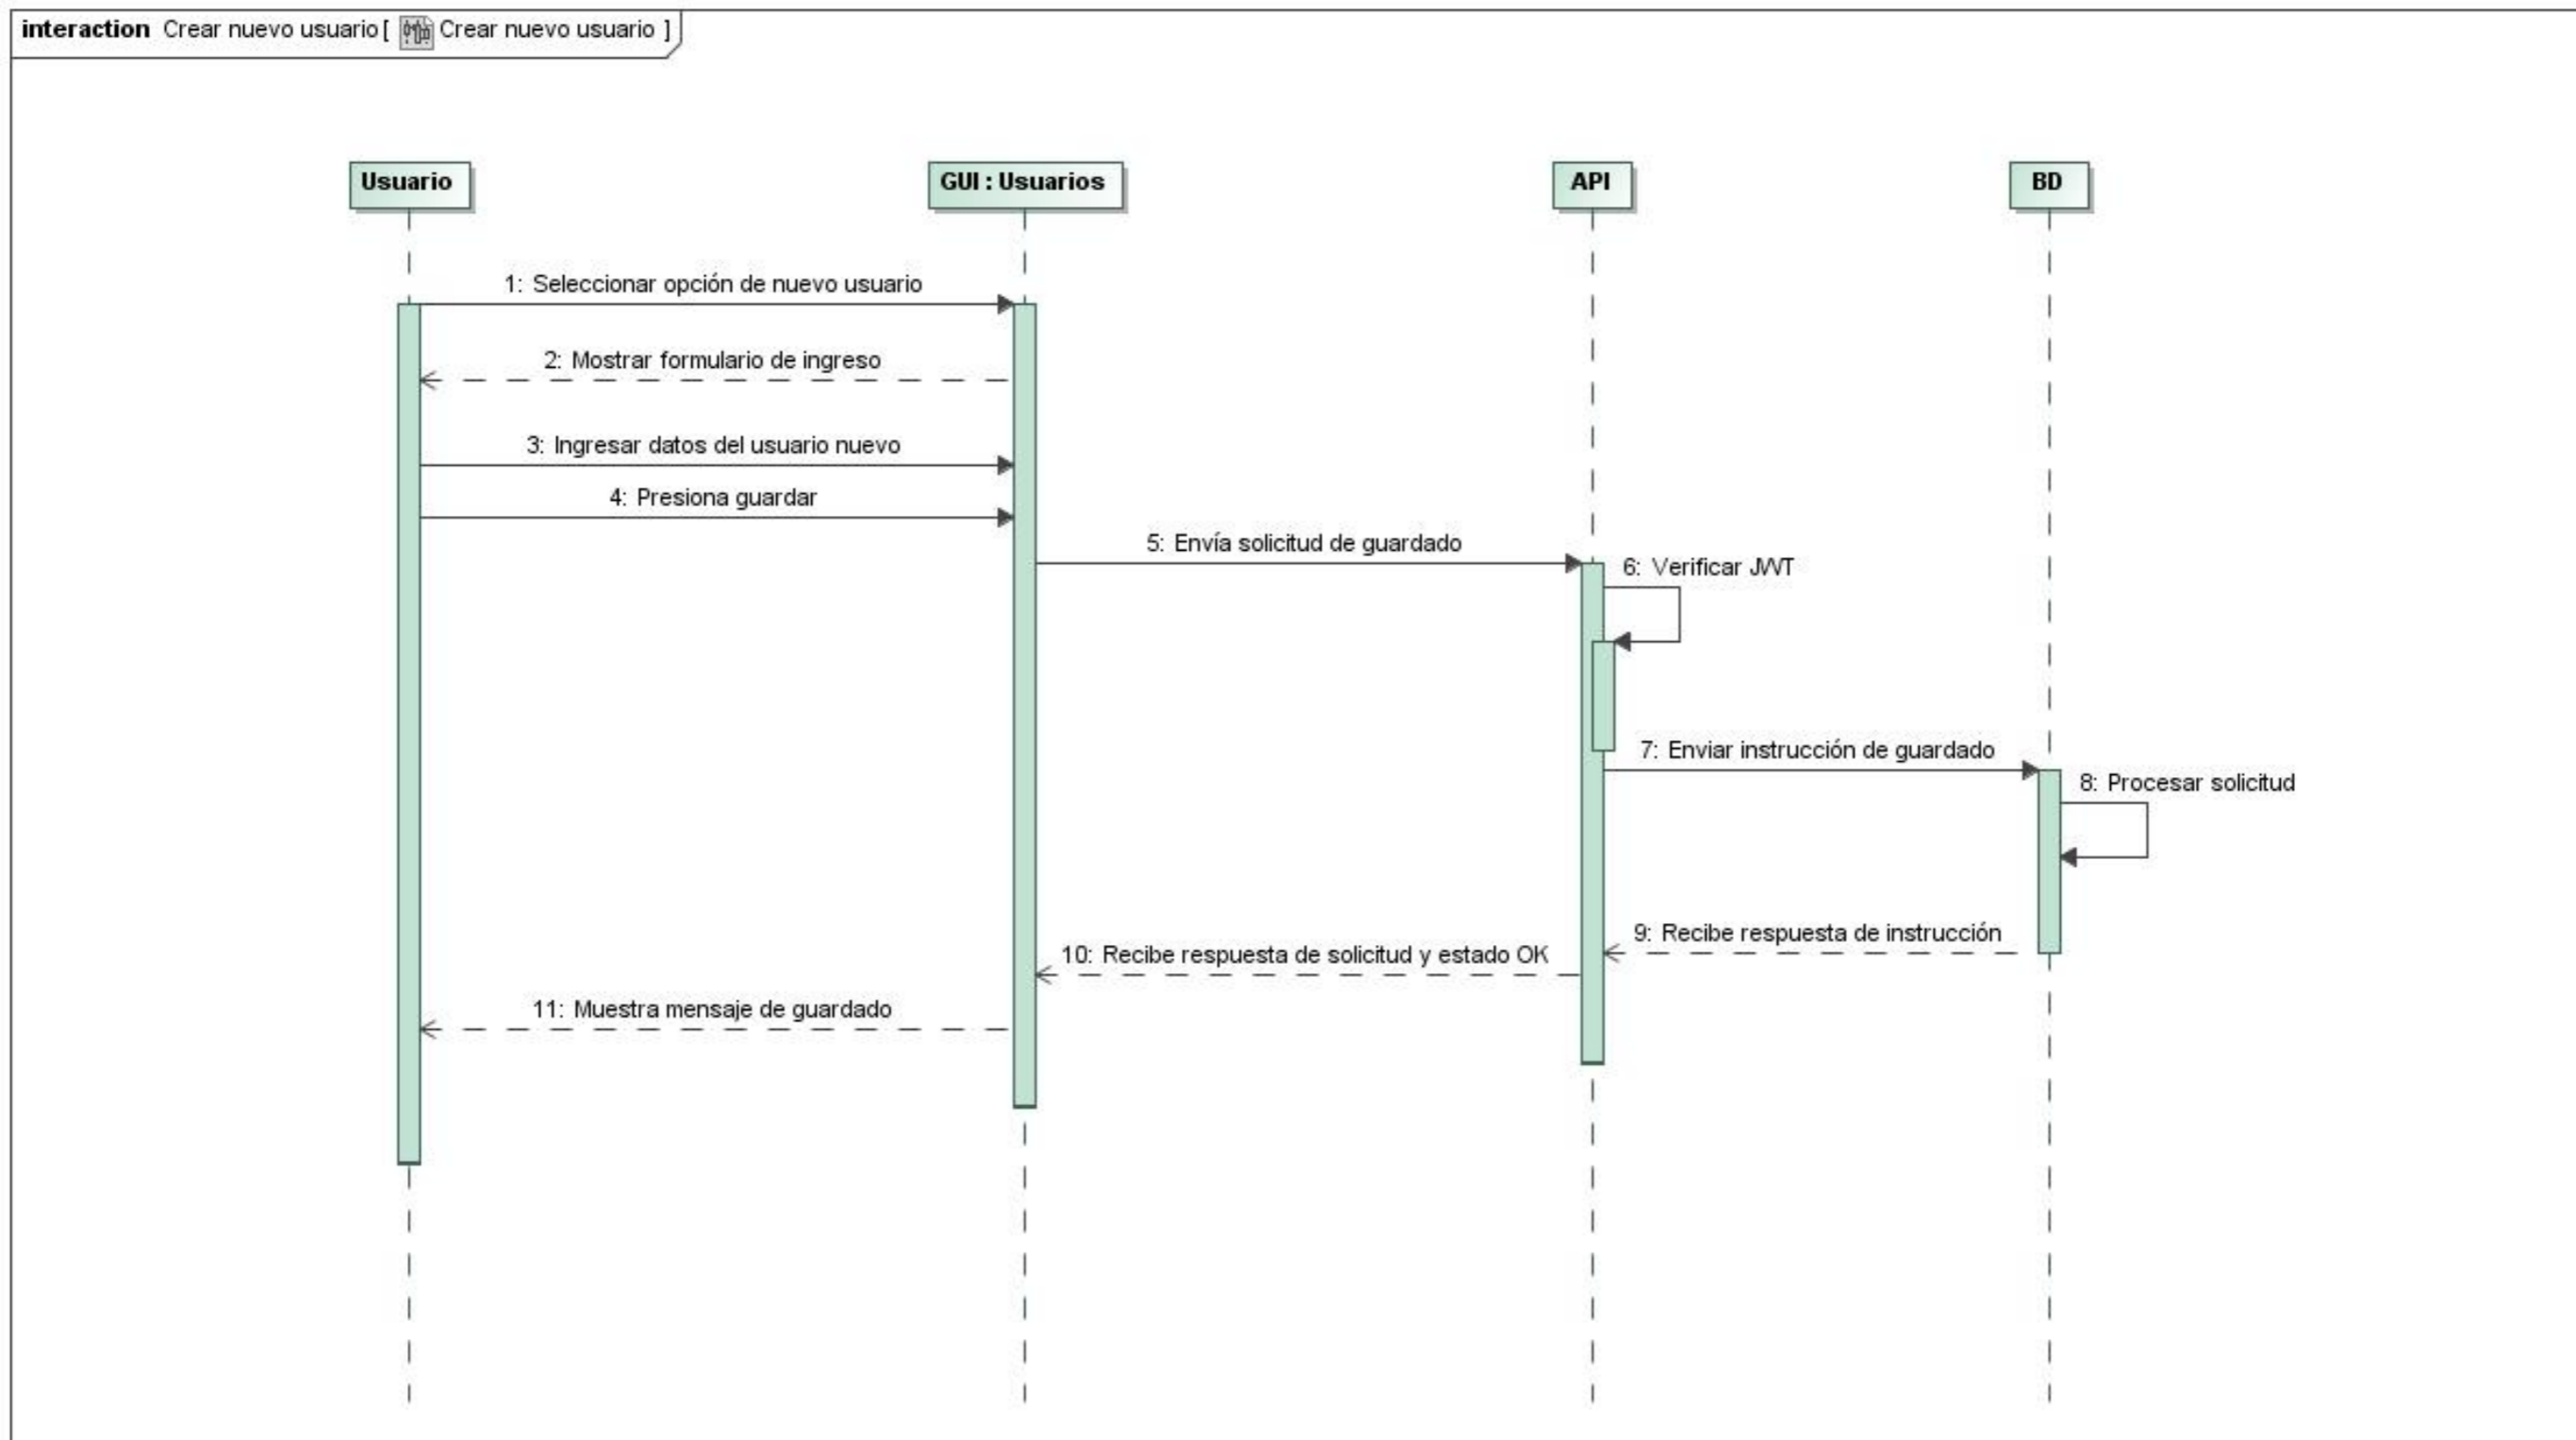 interaction Crear nuevo usuario[ Crear nuevo usuario ]
Usuario
GUI : Usuarios
API
BD
1: Seleccionar opción de nuevo usuario
2: Mostrar formulario de ingreso
3: Ingresar datos del usuario nuevo
4: Presiona guardar
5: Envía solicitud de guardado
6: Verificar JWT
7: Enviar instrucción de guardado
8: Procesar solicitud
9: Recibe respuesta de instrucción
10: Recibe respuesta de solicitud y estado OK
11: Muestra mensaje de guardado